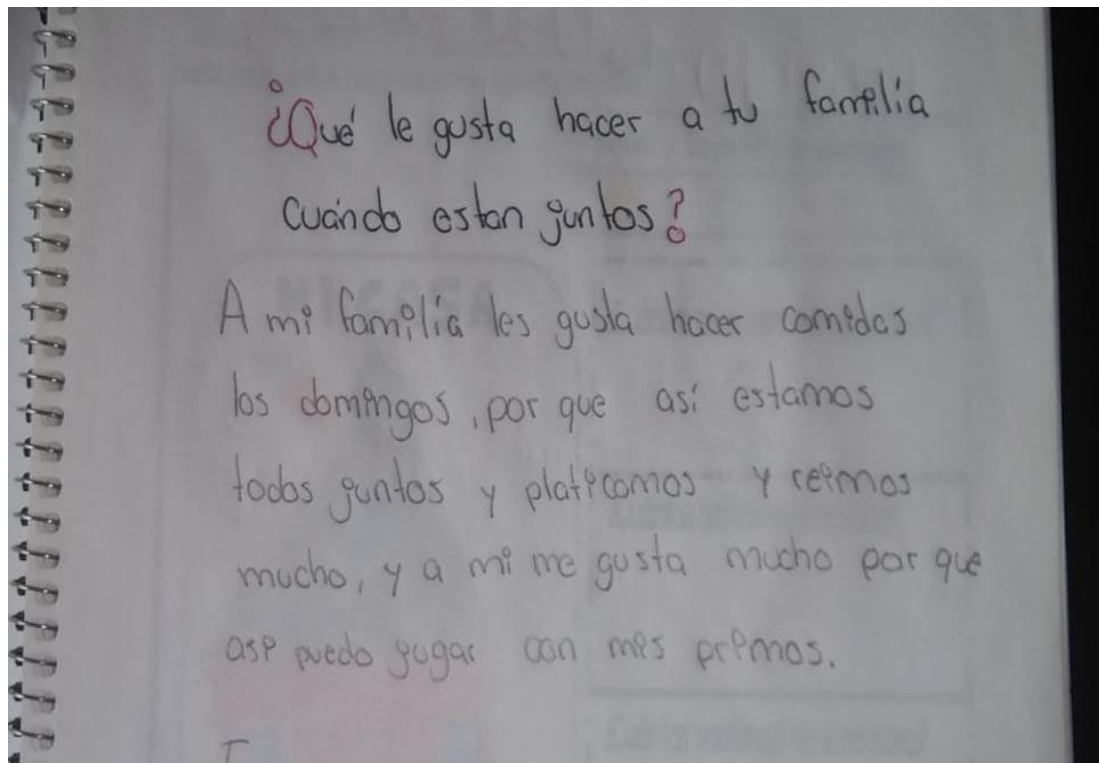 ¿Qué le gusta hacer a tu familia
cuándo estan juntos?
A mi familia les gusta hacer comidas
los domingos, por que así estamos
todos juntos y platicamos y reimos
mucho, y a mi me gusta mucho por que
asi puedo jugar con mis primos.